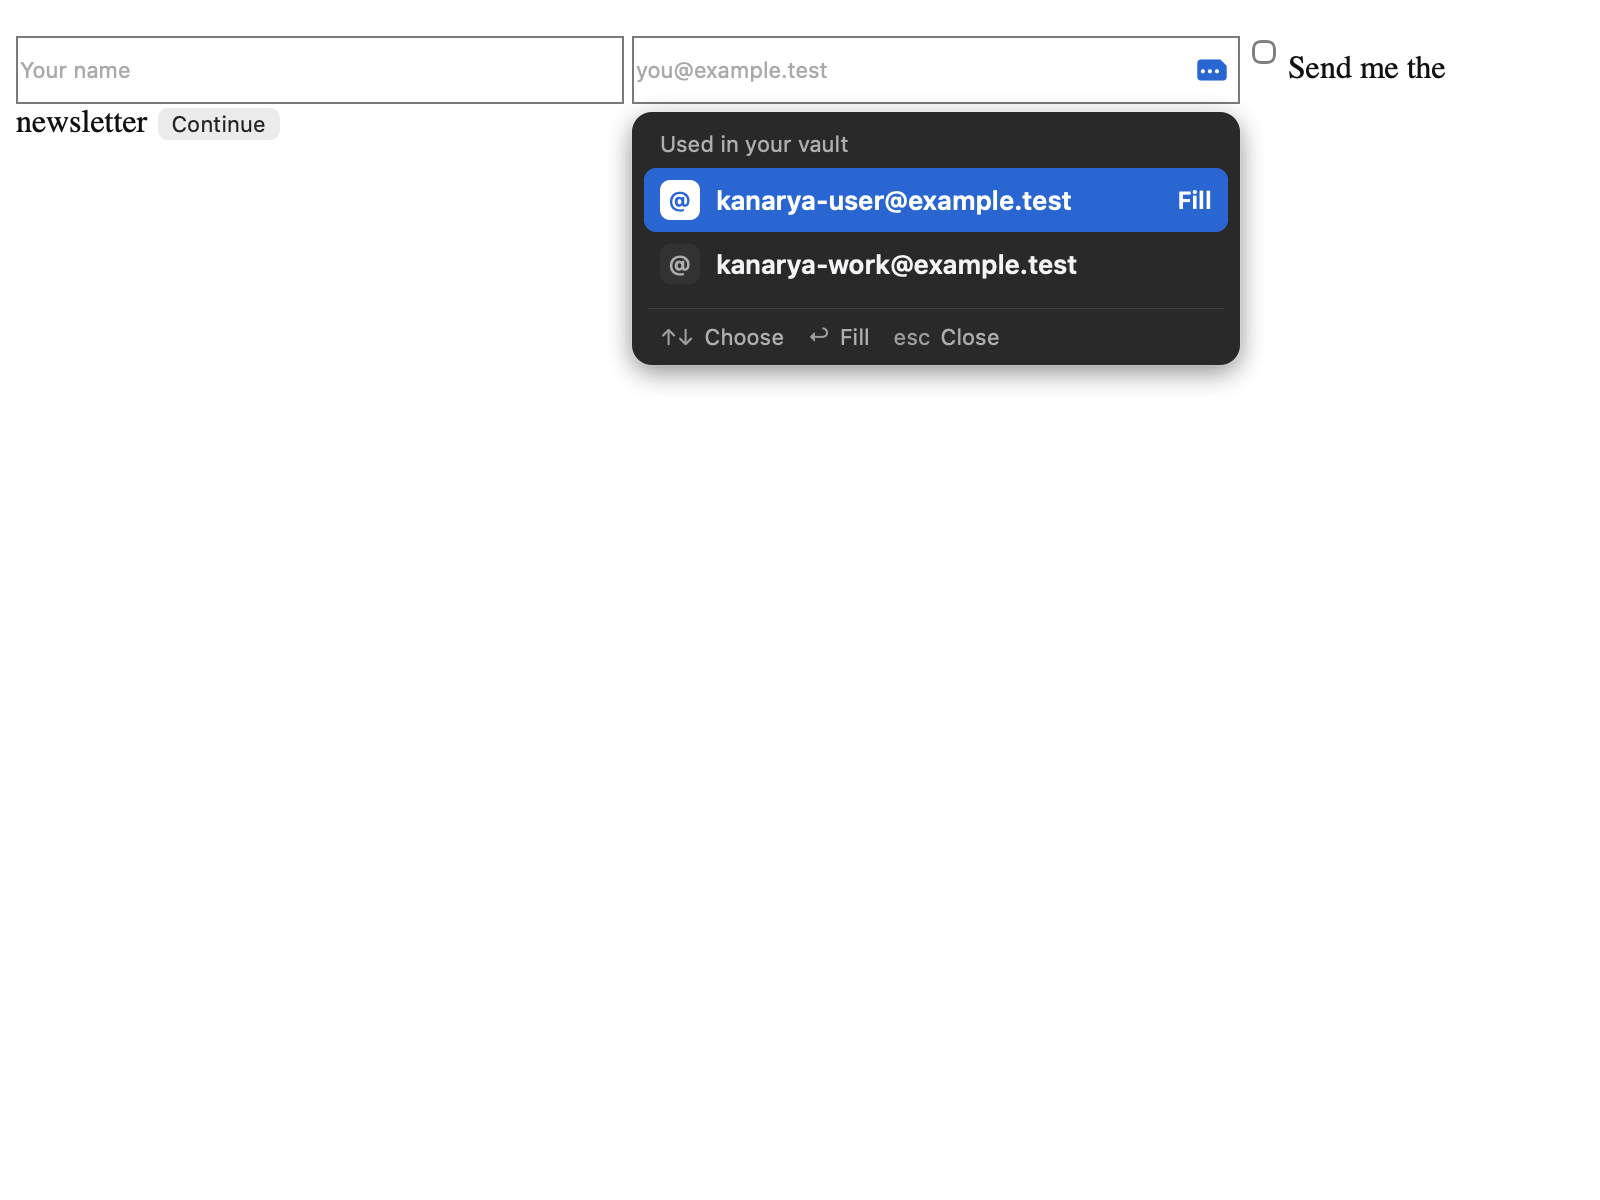 Your name
you@example.test
Send me the
newsletter
Continue
Used in your vault
@ kanarya-user@example.test Fill
@ kanarya-work@example.test
↑↓ Choose ↩ Fill esc Close